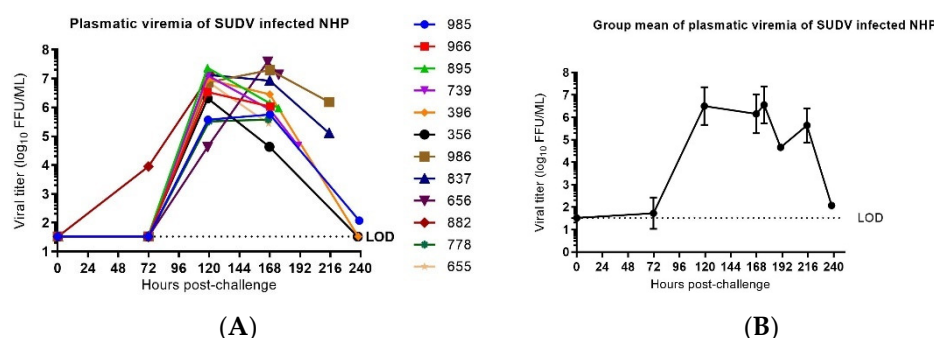 Plasmatic viremia of SUDV infected NHP
Viral titer (log10 FFU/ML)
8
7
6
5
4
3
2
1
0 24 48 72 96 120 144 168 192 216 240
Hours post-challenge
LOD
985
966
895
739
396
356
986
837
656
882
778
655
(A)
Group mean of plasmatic viremia of SUDV infected NHP
Viral titer (log10 FFU/ML)
8
7
6
5
4
3
2
1
0
0 24 48 72 96 120 144 168 192 216 240
Hours post-challenge
LOD
(B)